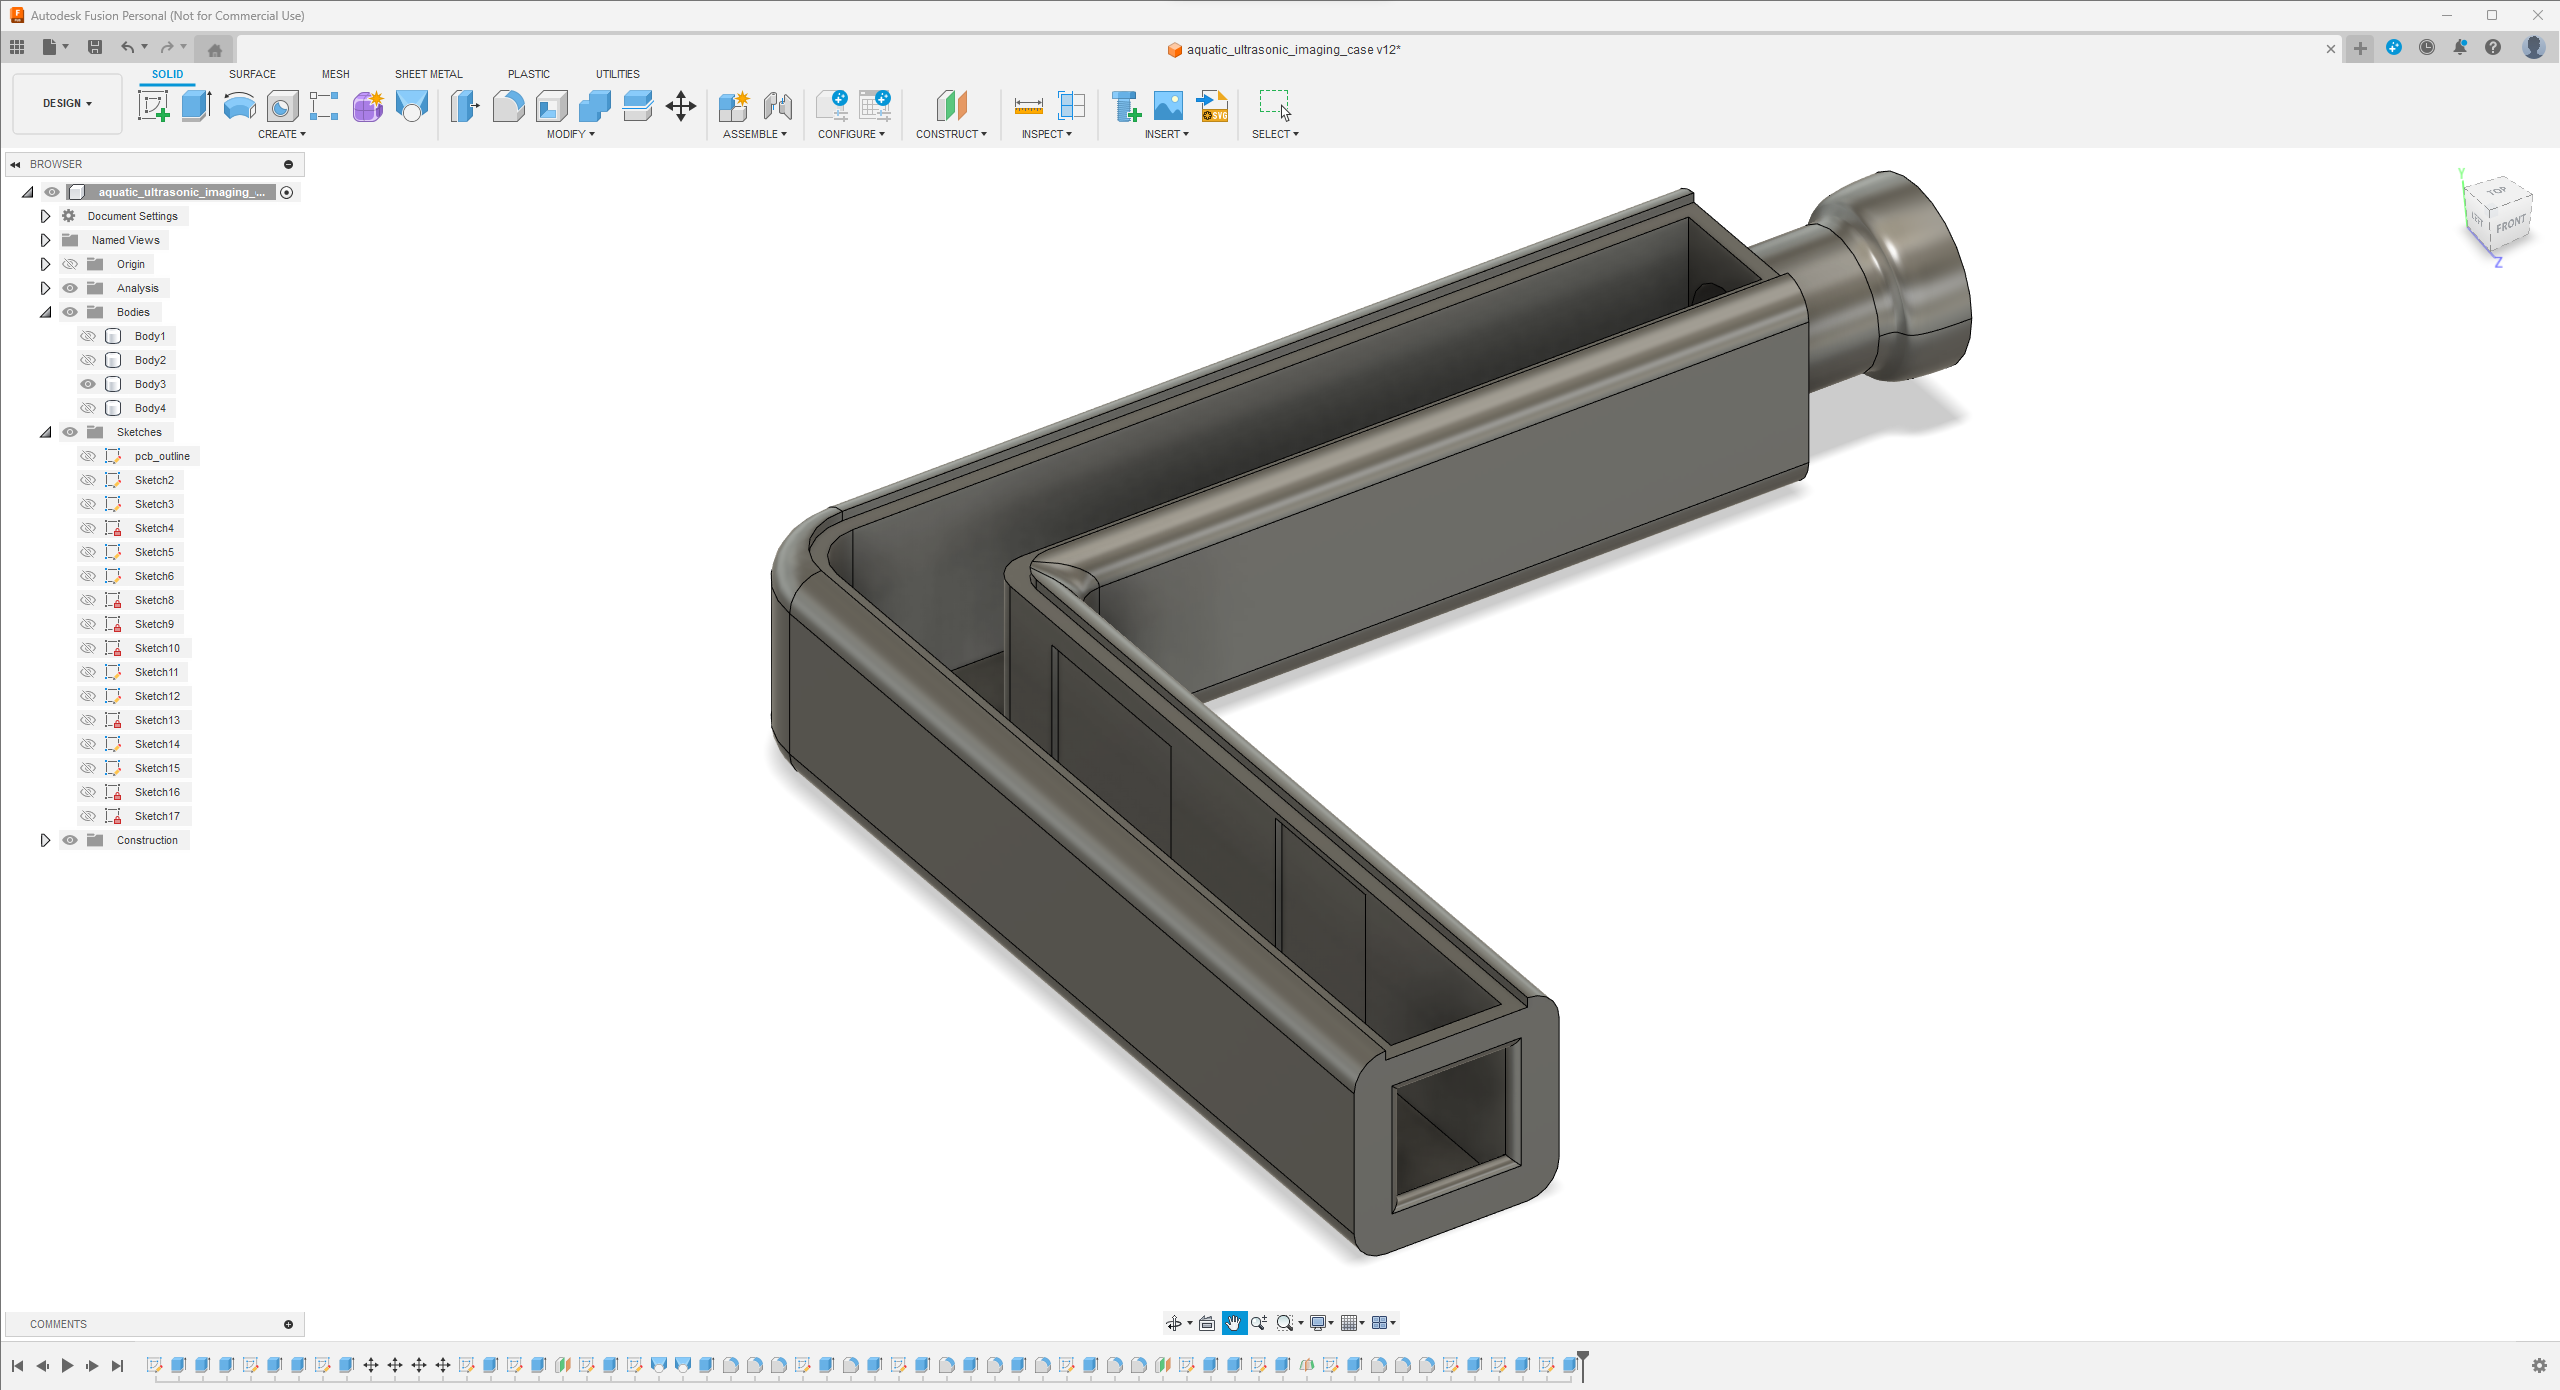 Autodesk Fusion Personal (Not for Commercial Use)
aquatic_ultrasonic_imaging_case v12*
SOLID SURFACE MESH SHEET METAL PLASTIC UTILITIES
DESIGN
CREATE MODIFY ASSEMBLE CONFIGURE CONSTRUCT INSPECT INSERT SELECT
SVG
BROWSER
aquatic_ultrasonic_imaging_...
Document Settings
Named Views
Origin
Analysis
Bodies
Body1
Body2
Body3
Body4
Sketches
pcb_outline
Sketch2
Sketch3
Sketch4
Sketch5
Sketch6
Sketch8
Sketch9
Sketch10
Sketch11
Sketch12
Sketch13
Sketch14
Sketch15
Sketch16
Sketch17
Construction
Y
TOP
LEFT
FRONT
Z
COMMENTS